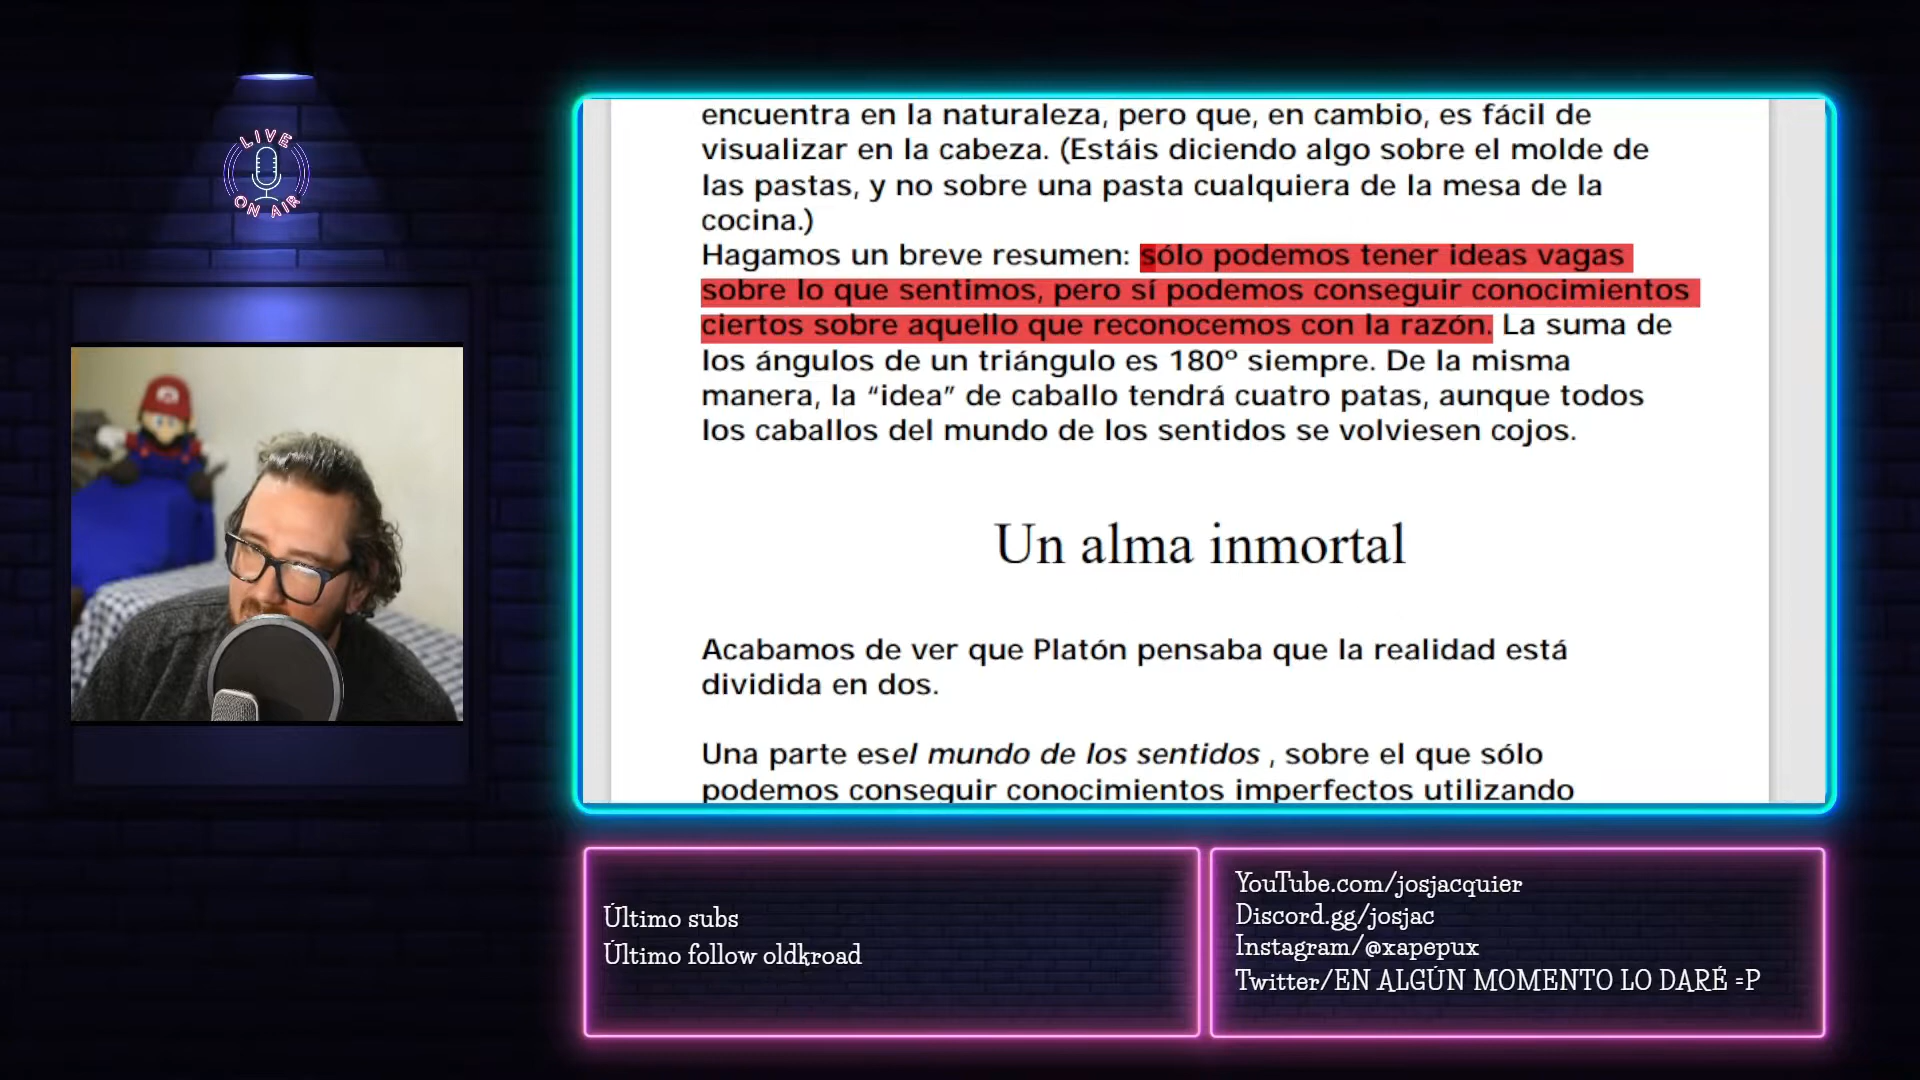 LIVE
ON AIR
encuentra en la naturaleza, pero que, en cambio, es fácil de
visualizar en la cabeza. (Estáis diciendo algo sobre el molde de
las pastas, y no sobre una pasta cualquiera de la mesa de la
cocina.)
Hagamos un breve resumen: sólo podemos tener ideas vagas
sobre lo que sentimos, pero sí podemos conseguir conocimientos
ciertos sobre aquello que reconocemos con la razón. La suma de
los ángulos de un triángulo es 180º siempre. De la misma
manera, la “idea” de caballo tendrá cuatro patas, aunque todos
los caballos del mundo de los sentidos se volviesen cojos.
Un alma inmortal
Acabamos de ver que Platón pensaba que la realidad está
dividida en dos.
Una parte esel mundo de los sentidos , sobre el que sólo
podemos conseguir conocimientos imperfectos utilizando
Último subs
Último follow oldkroad
YouTube.com/josjacquier
Discord.gg/josjac
Instagram/@xapepux
Twitter/EN ALGÚN MOMENTO LO DARÉ =P